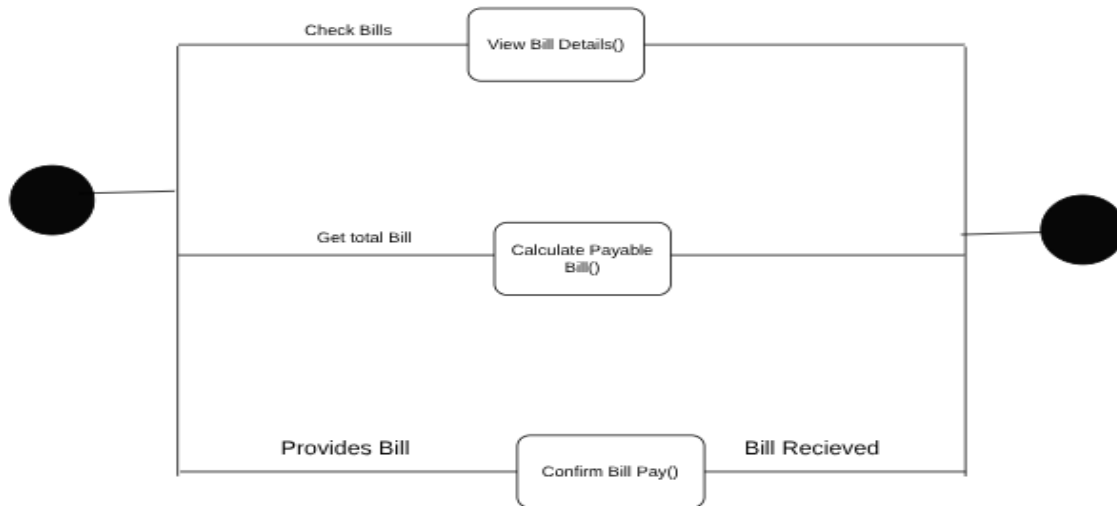 Check Bills
View Bill Details()
Get total Bill
Calculate Payable
Bill()
Provides Bill
Confirm Bill Pay()
Bill Recieved